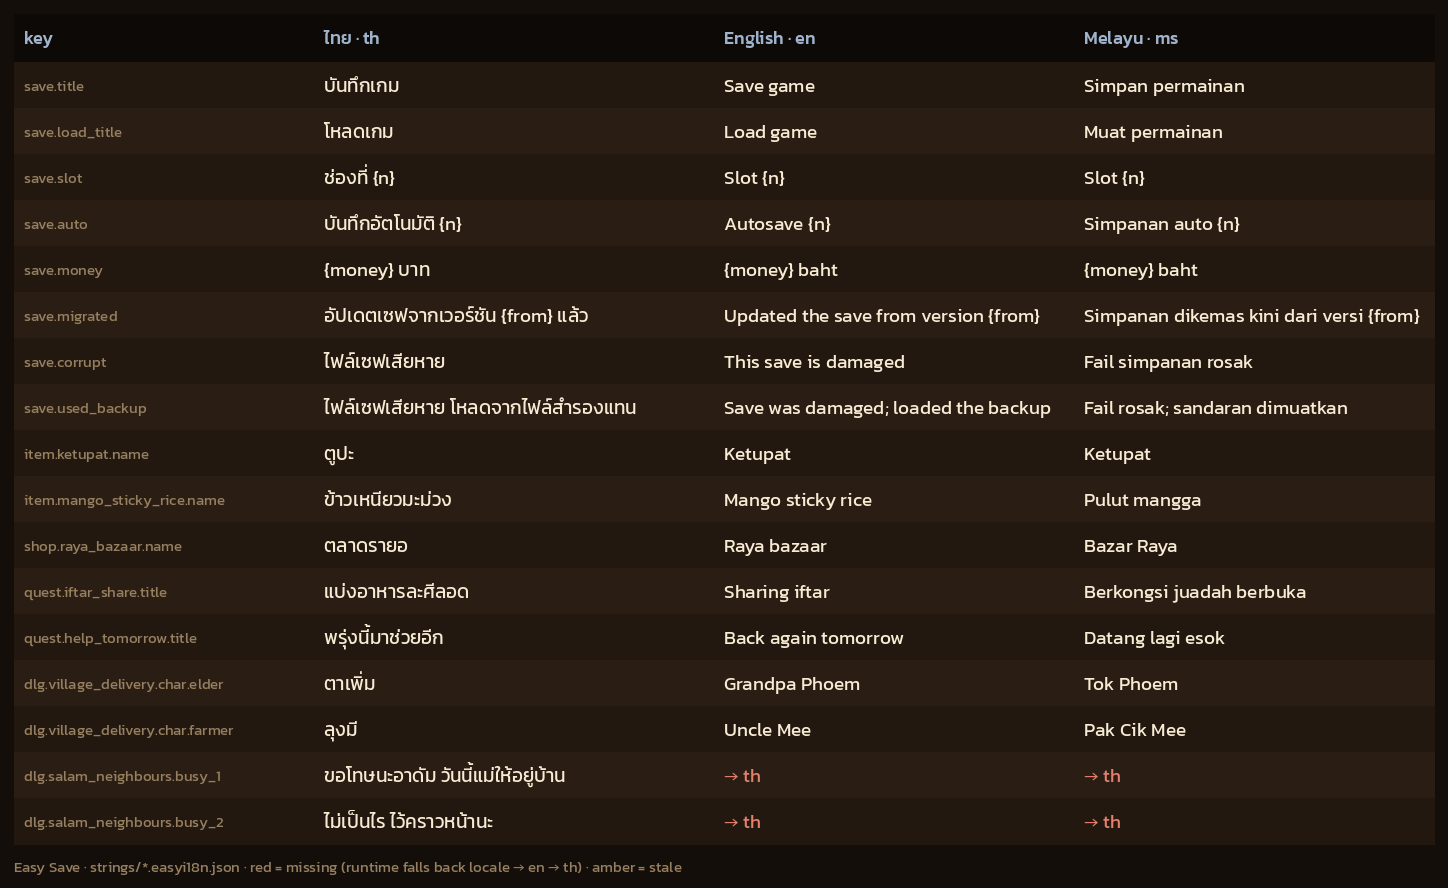 key ไทย · th English · en Melayu · ms
save.title บันทึกเกม Save game Simpan permainan
save.load_title โหลดเกม Load game Muat permainan
save.slot ช่องที่ {n} Slot {n} Slot {n}
save.auto บันทึกอัตโนมัติ {n} Autosave {n} Simpanan auto {n}
save.money {money} บาท {money} baht {money} baht
save.migrated อัปเดตเซฟจากเวอร์ชัน {from} แล้ว Updated the save from version {from} Simpanan dikemas kini dari versi {from}
save.corrupt ไฟล์เซฟเสียหาย This save is damaged Fail simpanan rosak
save.used_backup ไฟล์เซฟเสียหาย โหลดจากไฟล์สำรองแทน Save was damaged; loaded the backup Fail rosak; sandaran dimuatkan
item.ketupat.name ตูปะ Ketupat Ketupat
item.mango_sticky_rice.name ข้าวเหนียวมะม่วง Mango sticky rice Pulut mangga
shop.raya_bazaar.name ตลาดรายอ Raya bazaar Bazar Raya
quest.iftar_share.title แบ่งอาหารละศีลอด Sharing iftar Berkongsi juadah berbuka
quest.help_tomorrow.title พรุ่งนี้มาช่วยอีก Back again tomorrow Datang lagi esok
dlg.village_delivery.char.elder ตาเพิ่ม Grandpa Phoem Tok Phoem
dlg.village_delivery.char.farmer ลุงมี Uncle Mee Pak Cik Mee
dlg.salam_neighbours.busy_1 ขอโทษนะอาดัม วันนี้แม่ให้อยู่บ้าน → th → th
dlg.salam_neighbours.busy_2 ไม่เป็นไร ไว้คราวหน้านะ → th → th
Easy Save · strings/*.easyi18n.json · red = missing (runtime falls back locale → en → th) · amber = stale